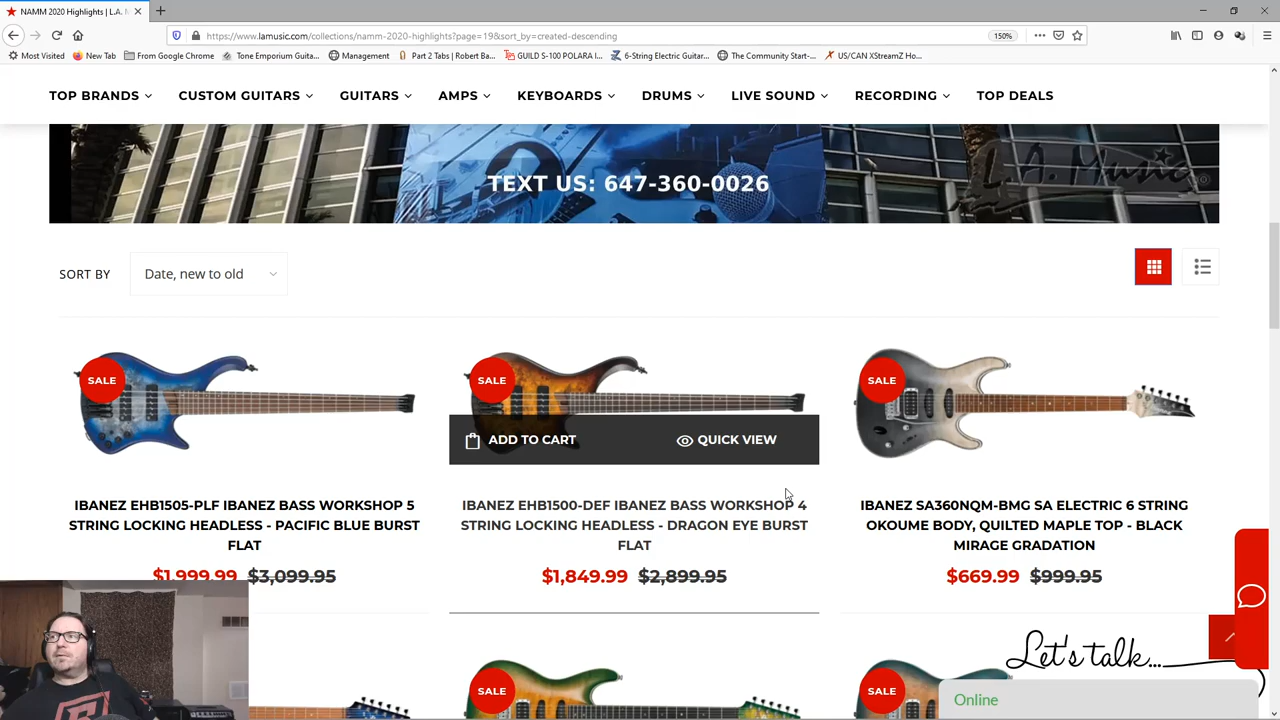 NAMM 2020 Highlights | L.A. M
https://www.lamusic.com/collections/namm-2020-highlights?page=19&sort_by=created-descending
150%
Most Visited New Tab From Google Chrome Tone Emporium Guita... Management Part 2 Tabs | Robert Ba... GUILD S-100 POLARA I... 6-String Electric Guitar... The Community Start-... US/CAN XStreamZ Ho...
TOP BRANDS CUSTOM GUITARS GUITARS AMPS KEYBOARDS DRUMS LIVE SOUND RECORDING TOP DEALS
TEXT US: 647-360-0026
L.A. Music
SORT BY Date, new to old
SALE SALE SALE
ADD TO CART QUICK VIEW
IBANEZ EHB1505-PLF IBANEZ BASS WORKSHOP 5
STRING LOCKING HEADLESS - PACIFIC BLUE BURST
FLAT
$1,999.99 $3,099.95
IBANEZ EHB1500-DEF IBANEZ BASS WORKSHOP 4
STRING LOCKING HEADLESS - DRAGON EYE BURST
FLAT
$1,849.99 $2,899.95
IBANEZ SA360NQM-BMG SA ELECTRIC 6 STRING
OKOUME BODY, QUILTED MAPLE TOP - BLACK
MIRAGE GRADATION
$669.99 $999.95
SALE SALE
Let's talk...
Online